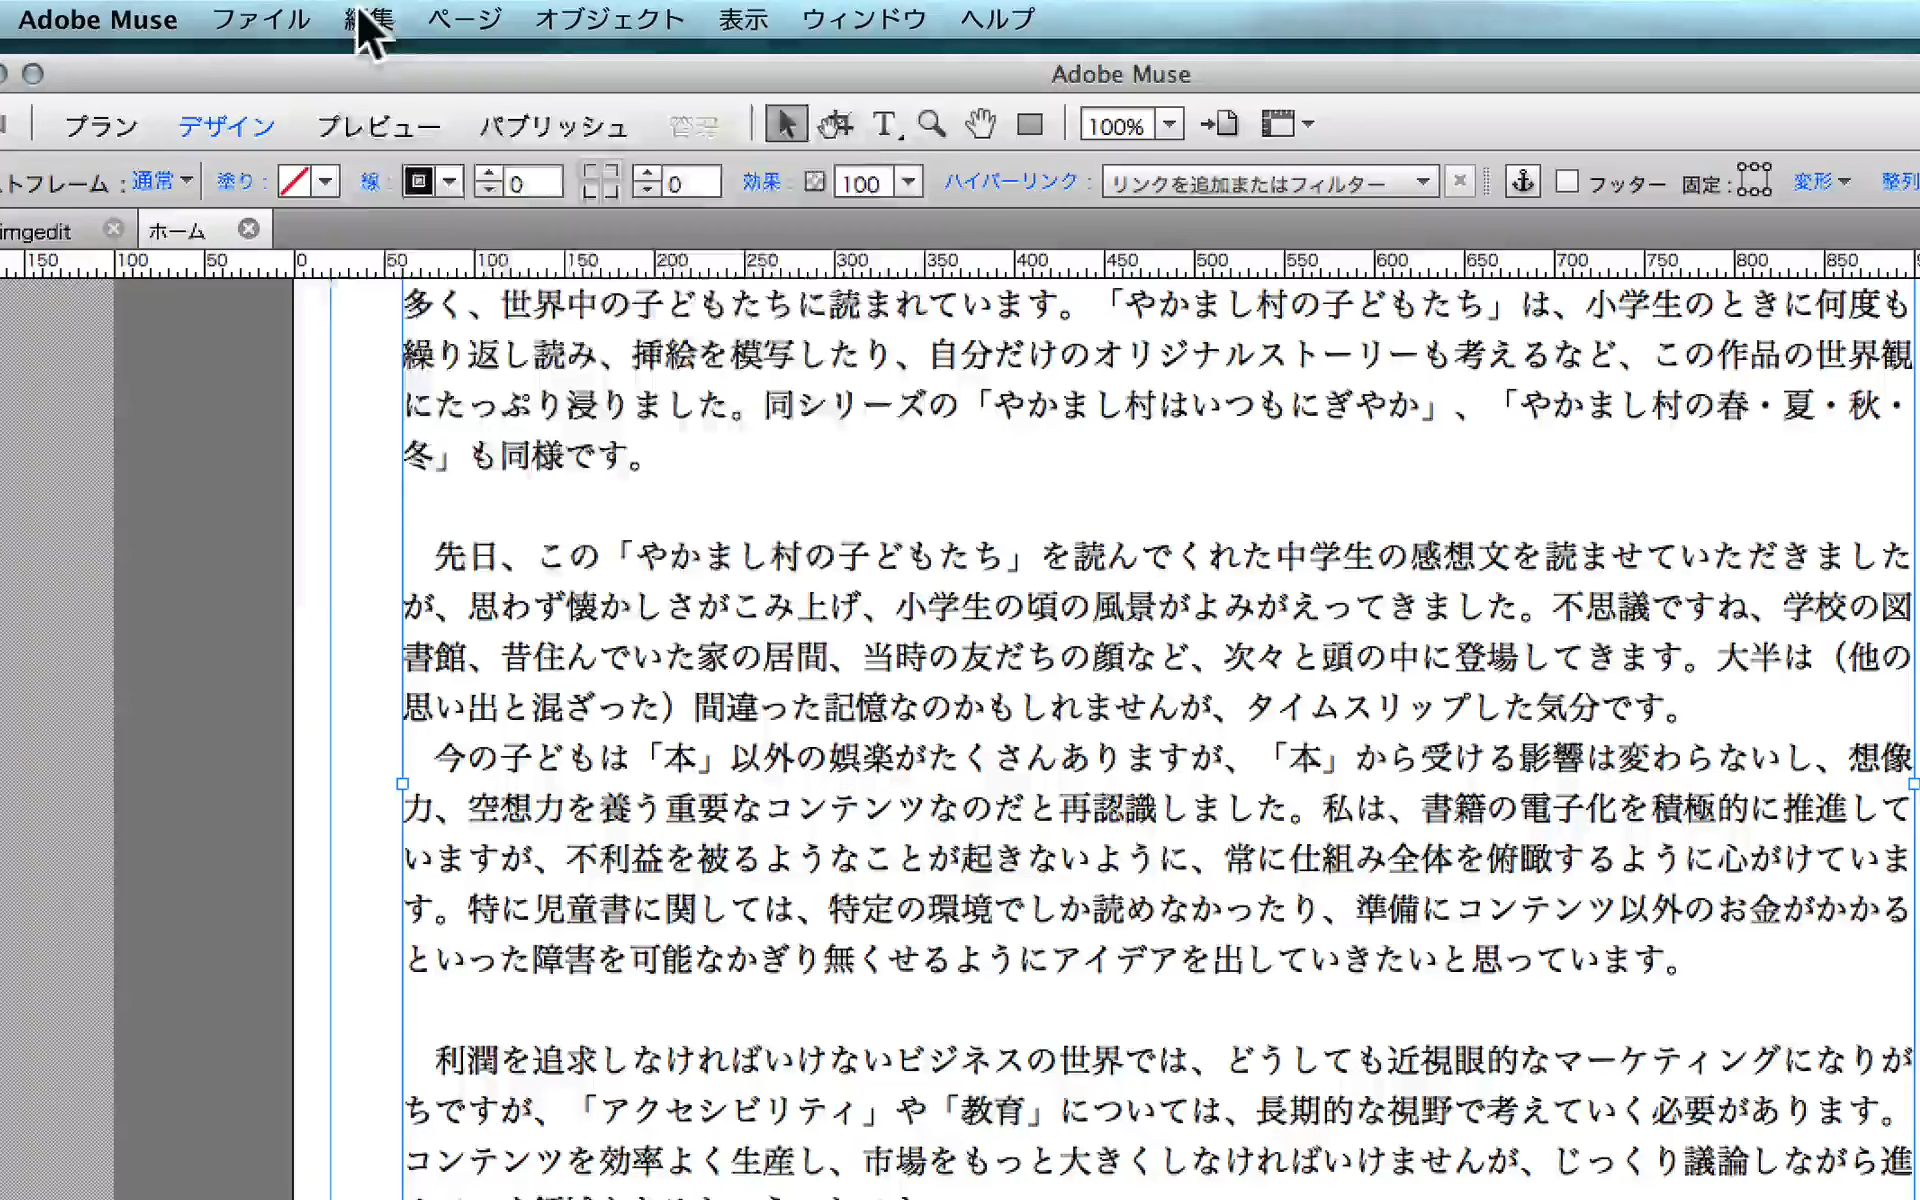 Adobe Muse ファイル 編集 ページ オブジェクト 表示 ウィンドウ ヘルプ
Adobe Muse
プラン デザイン プレビュー パブリッシュ 管理 T 100%
トフレーム : 通常 塗り : 線 : 0 0 効果 : 100 ハイパーリンク : リンクを追加またはフィルター フッター 固定 : 変形 整列
imgedit ホーム
150 100 50 0 50 100 150 200 250 300 350 400 450 500 550 600 650 700 750 800 850
多く、世界中の子どもたちに読まれています。「やかまし村の子どもたち」は、小学生のときに何度も
繰り返し読み、挿絵を模写したり、自分だけのオリジナルストーリーも考えるなど、この作品の世界観
にたっぷり浸りました。同シリーズの「やかまし村はいつもにぎやか」、「やかまし村の春・夏・秋・
冬」も同様です。
先日、この「やかまし村の子どもたち」を読んでくれた中学生の感想文を読ませていただきました
が、思わず懐かしさがこみ上げ、小学生の頃の風景がよみがえってきました。不思議ですね、学校の図
書館、昔住んでいた家の居間、当時の友だちの顔など、次々と頭の中に登場してきます。大半は（他の
思い出と混ざった）間違った記憶なのかもしれませんが、タイムスリップした気分です。
今の子どもは「本」以外の娯楽がたくさんありますが、「本」から受ける影響は変わらないし、想像
力、空想力を養う重要なコンテンツなのだと再認識しました。私は、書籍の電子化を積極的に推進して
いますが、不利益を被るようなことが起きないように、常に仕組み全体を俯瞰するように心がけていま
す。特に児童書に関しては、特定の環境でしか読めなかったり、準備にコンテンツ以外のお金がかかる
といった障害を可能なかぎり無くせるようにアイデアを出していきたいと思っています。
利潤を追求しなければいけないビジネスの世界では、どうしても近視眼的なマーケティングになりが
ちですが、「アクセシビリティ」や「教育」については、長期的な視野で考えていく必要があります。
コンテンツを効率よく生産し、市場をもっと大きくしなければいけませんが、じっくり議論しながら進